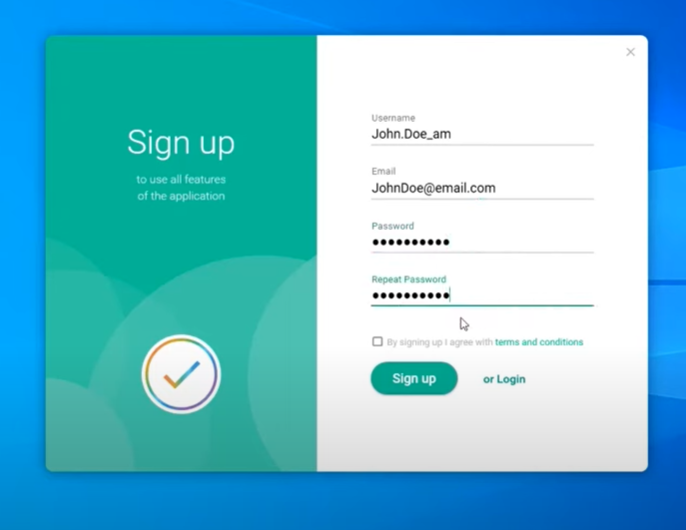 Sign up
to use all features
of the application
Username
John.Doe_am
Email
JohnDoe@email.com
Password
●●●●●●●●●●
Repeat Password
●●●●●●●●●●
By signing up I agree with terms and conditions
Sign up
or Login